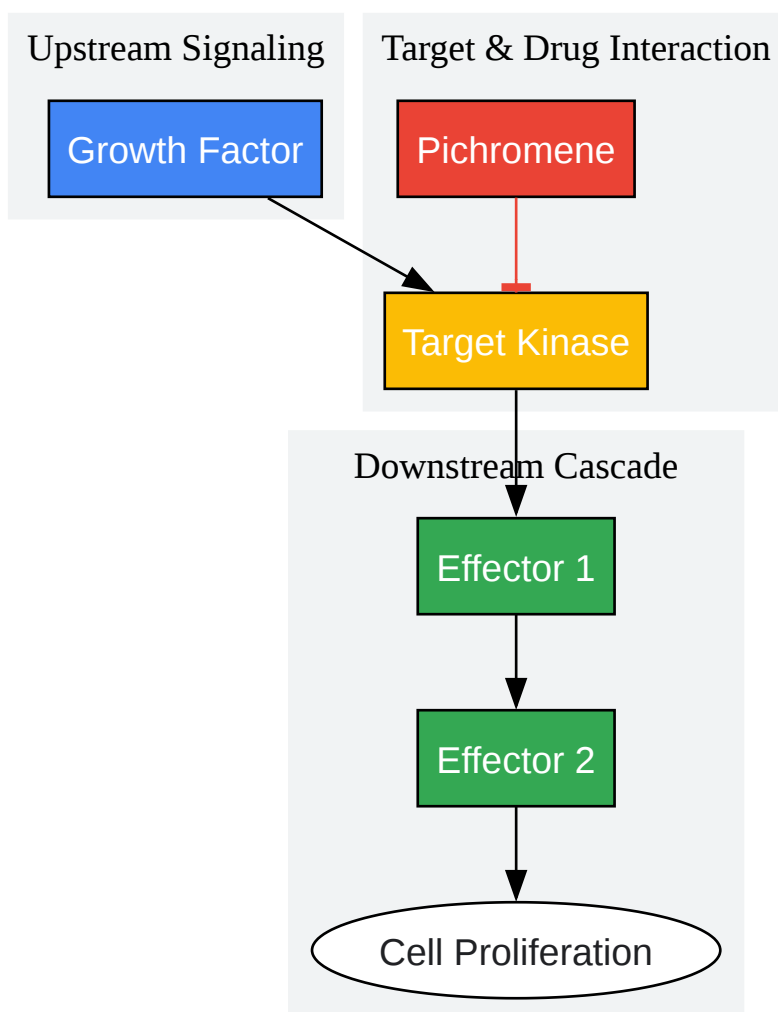 Upstream Signaling
Target & Drug Interaction
Growth Factor
Pichromene
Target Kinase
Downstream Cascade
Effector 1
Effector 2
Cell Proliferation